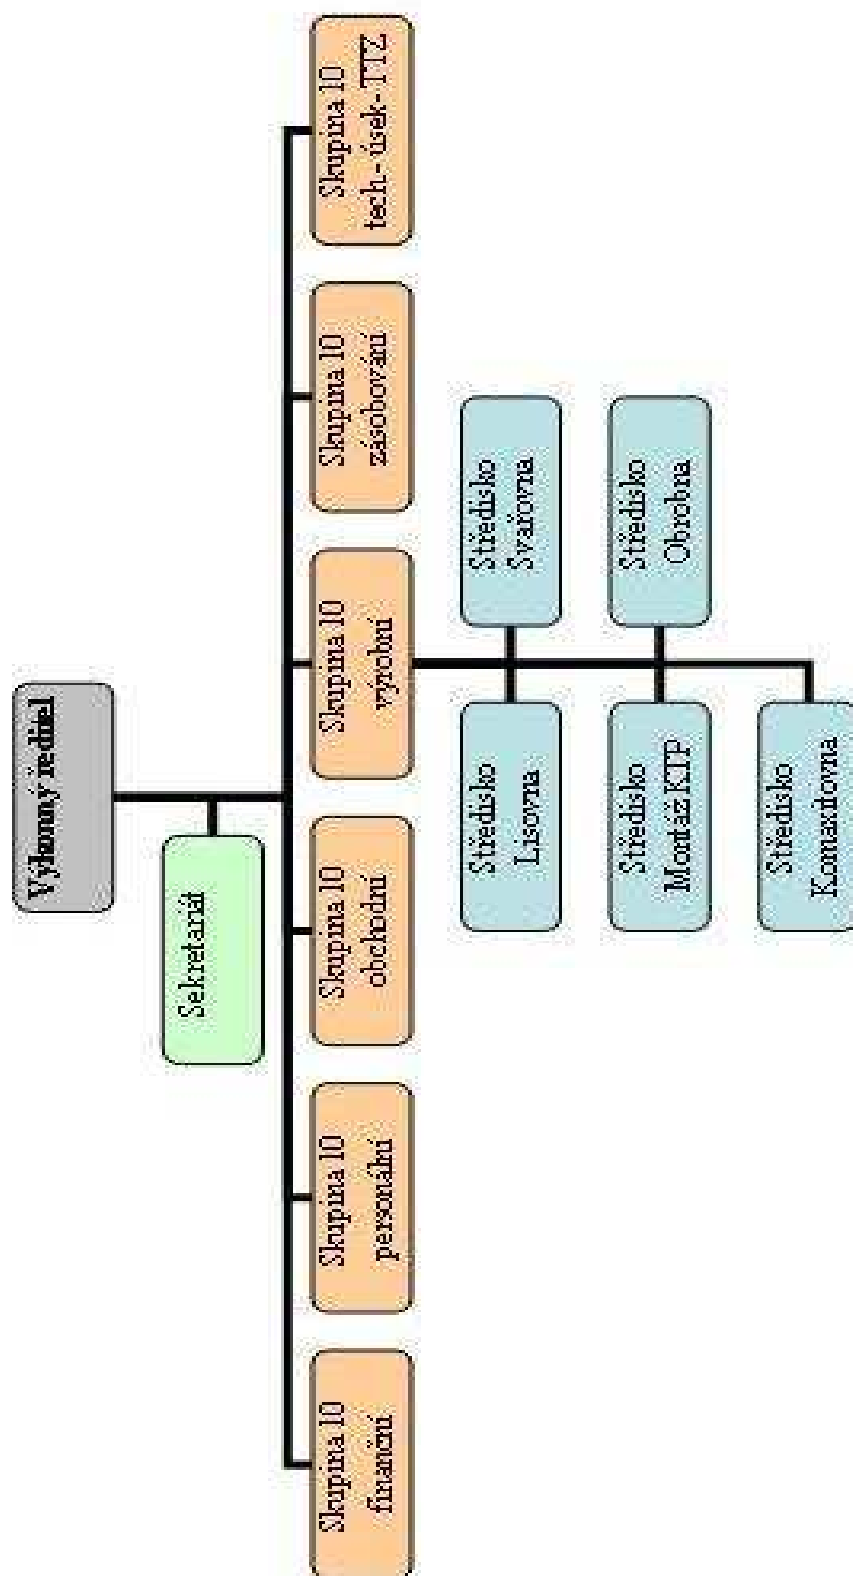 Výkonný ředitel
Sekretariát
Skupina 10
finanční
Skupina 10
personální
Skupina 10
obchodní
Skupina 10
výrobní
Skupina 10
zásobování
Skupina 10
tech- úsek- TTZ
Středisko
Lisovna
Středisko
Svařovna
Středisko
Montáž KTP
Středisko
Obrobna
Středisko
Komaxitovna